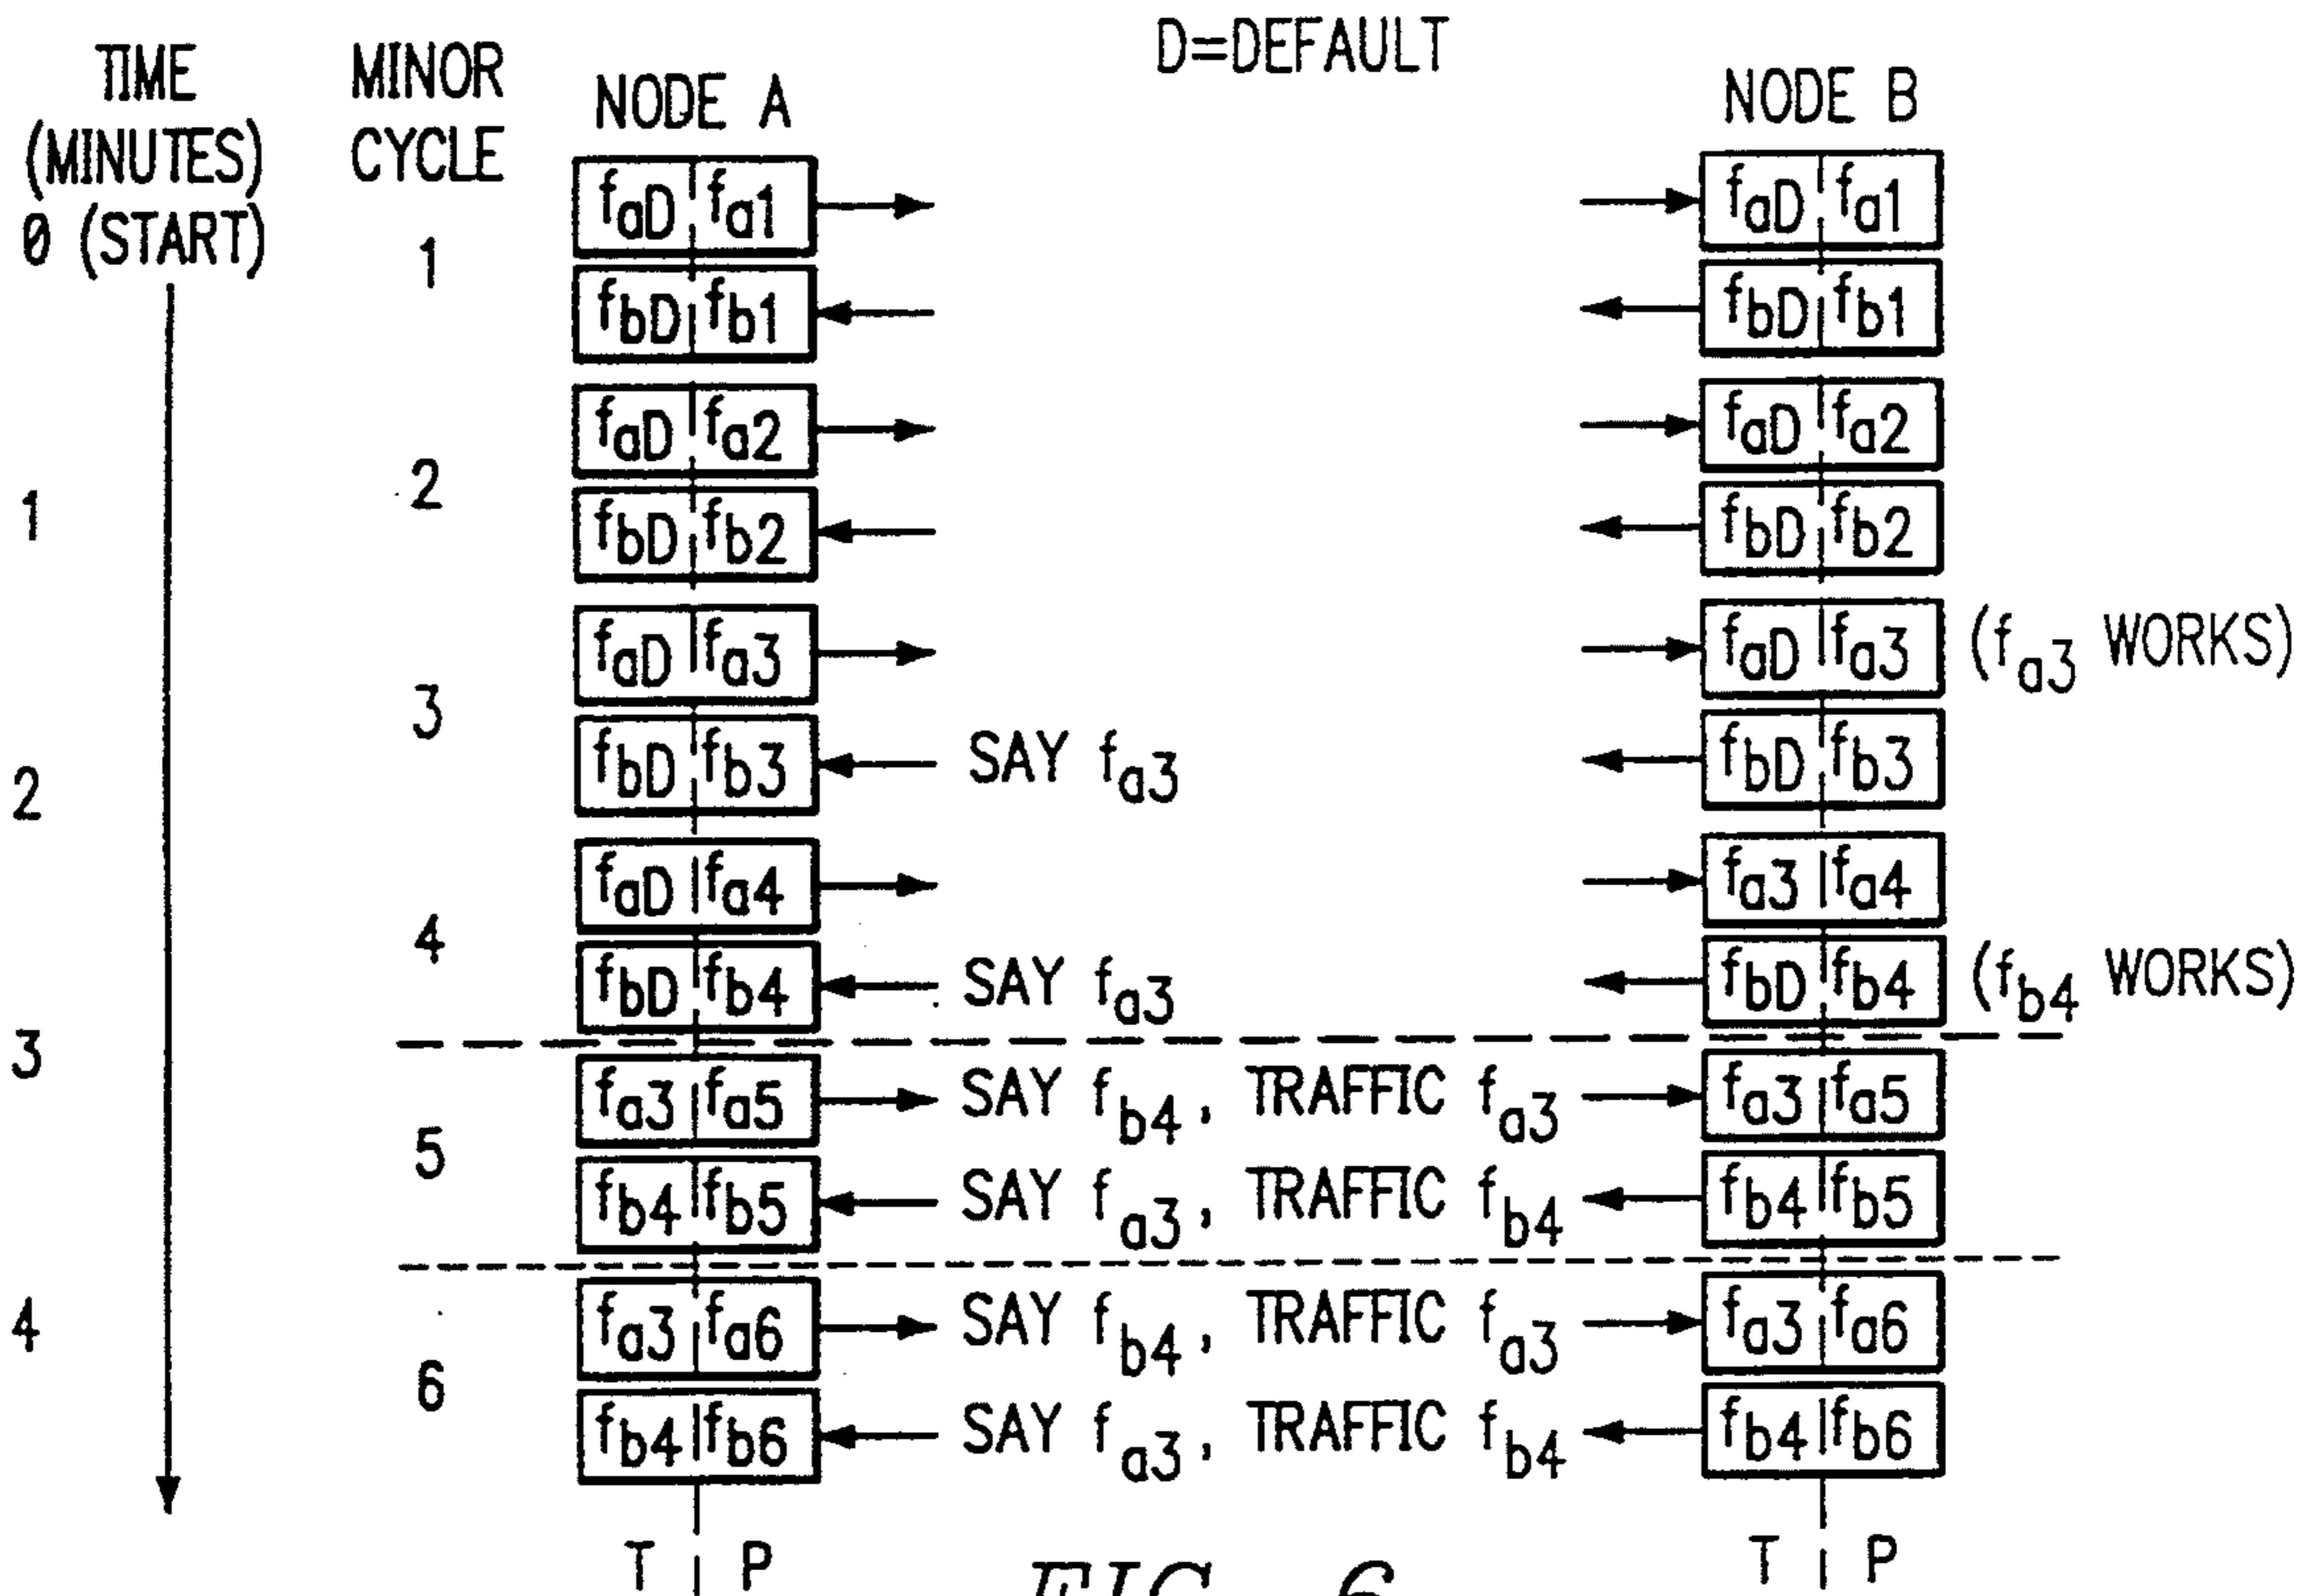 D=DEFAULT
TIME (MINUTES) MINOR CYCLE NODE A NODE B
0 (START)
1
faD fa1 faD fa1
fbD fb1 fbD fb1
1
2
faD fa2 faD fa2
fbD fb2 fbD fb2
3
faD fa3 faD fa3 (fa3 WORKS)
fbD fb3 SAY fa3 fbD fb3
2
4
faD fa4 fa3 fa4
fbD fb4 SAY fa3 fbD fb4 (fb4 WORKS)
3
5
fa3 fa5 SAY fb4, TRAFFIC fa3 fa3 fa5
fb4 fb5 SAY fa3, TRAFFIC fb4 fb4 fb5
4
6
fa3 fa6 SAY fb4, TRAFFIC fa3 fa3 fa6
fb4 fb6 SAY fa3, TRAFFIC fb4 fb4 fb6
T P T P
FIG. 6